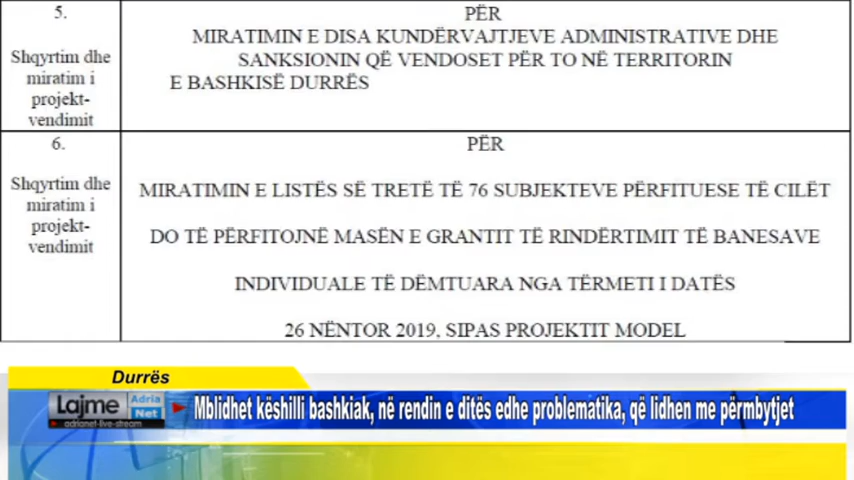 5.
Shqyrtim dhe
miratim i
projekt-
vendimit
PËR
MIRATIMIN E DISA KUNDËRVAJTJEVE ADMINISTRATIVE DHE
SANKSIONIN QË VENDOSET PËR TO NË TERRITORIN
E BASHKISË DURRËS
6.
Shqyrtim dhe
miratim i
projekt-
vendimit
PËR
MIRATIMIN E LISTËS SË TRETË TË 76 SUBJEKTEVE PËRFITUESE TË CILËT
DO TË PËRFITOJNË MASËN E GRANTIT TË RINDËRTIMIT TË BANESAVE
INDIVIDUALE TË DËMTUARA NGA TËRMETI I DATËS
26 NËNTOR 2019, SIPAS PROJEKTIT MODEL
Durrës
Lajme Adria
Net
adrianet-live-stream
Mblidhet këshilli bashkiak, në rendin e ditës edhe problematika, që lidhen me përmbytjet